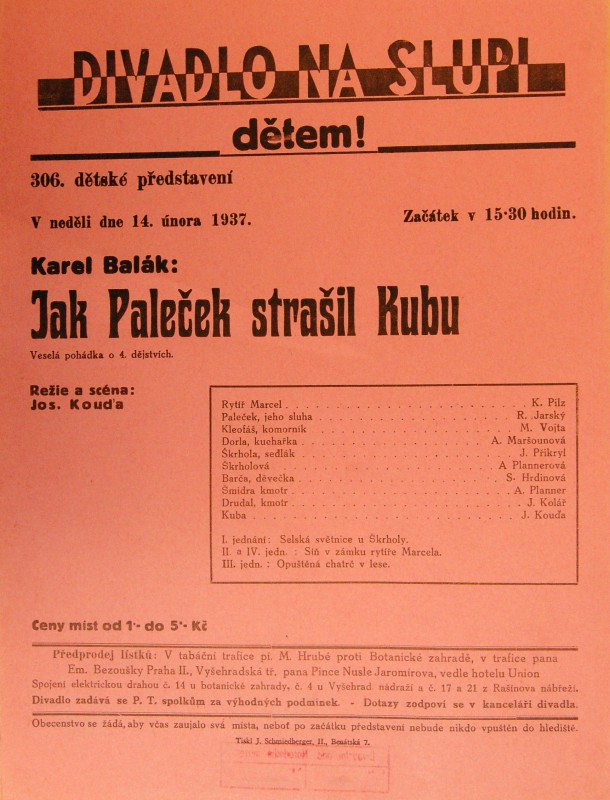 DIVADLO NA SLUPI
dětem!
306. dětské představení
V neděli dne 14. února 1937.
Začátek v 15·30 hodin.
Karel Balák:
Jak Paleček strašil Kubu
Veselá pohádka o 4. dějstvích.
Režie a scéna:
Jos. Kouďa
Rytíř Marcel . . . . . . . . . . . . . . . . . . . . . K. Pilz
Paleček, jeho sluha . . . . . . . . . . . . . . . . . R. Jarský
Kleofáš, komorník . . . . . . . . . . . . . . . . . . M. Vojta
Dorla, kuchařka . . . . . . . . . . . . . . . . . A. Maršounová
Škrhola, sedlák . . . . . . . . . . . . . . . . . . . J. Přikryl
Škrholová . . . . . . . . . . . . . . . . . . . . A Plannerová
Barča, děvečka . . . . . . . . . . . . . . . . . . S· Hrdinová
Šmidra kmotr . . . . . . . . . . . . . . . . . . . . A. Planner
Drudal, kmotr . . . . . . . . . . . . . . . . . . . . J. Kolář
Kuba . . . . . . . . . . . . . . . . . . . . . . . . J. Kouďa
I. jednání: Selská světnice u Škrholy.
II. a IV. jedn. : Síň v zámku rytíře Marcela.
III. jedn. : Opuštěná chatrč v lese.
Ceny míst od 1·- do 5·- Kč
Předprodej lístků: V tabáční trafice pí. M. Hrubé proti Botanické zahradě, v trafice pana
Em. Bezoušky Praha II., Vyšehradská tř. pana Pince Nusle Jaromírova, vedle hotelu Union
Spojení elektrickou drahou č. 14 u botanické zahrady, č. 4 u Vyšehrad nádraží a č. 17 a 21 z Rašínova nábřeží.
Divadlo zadává se P. T. spolkům za výhodných podmínek. - Dotazy zodpoví se v kanceláři divadla.
Obecenstvo se žádá, aby včas zaujalo svá místa, neboť po začátku představení nebude nikdo vpuštěn do hlediště.
Tiskl J. Schmiedberger, II., Benátská 7.